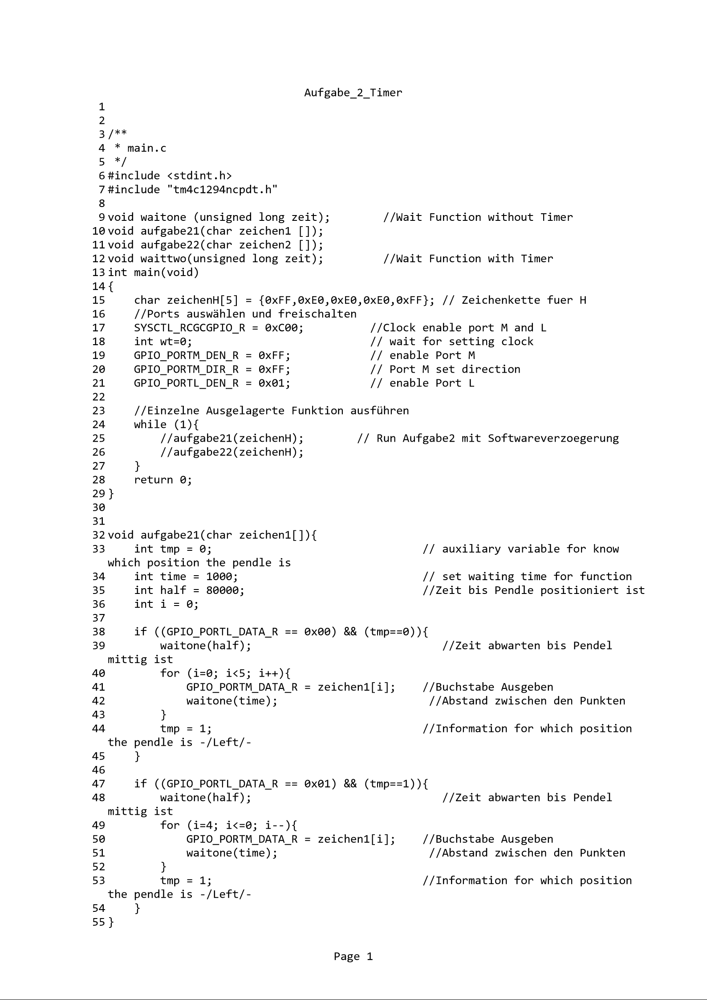 Aufgabe_2_Timer
1
2
3 /**
4  * main.c
5  */
6 #include <stdint.h>
7 #include "tm4c1294ncpdt.h"
8
9 void waitone (unsigned long zeit);        //Wait Function without Timer
10 void aufgabe21(char zeichen1 []);
11 void aufgabe22(char zeichen2 []);
12 void waittwo(unsigned long zeit);         //Wait Function with Timer
13 int main(void)
14 {
15     char zeichenH[5] = {0xFF,0xE0,0xE0,0xE0,0xFF}; // Zeichenkette fuer H
16     //Ports auswählen und freischalten
17     SYSCTL_RCGCGPIO_R = 0xC00;          //Clock enable port M and L
18     int wt=0;                           // wait for setting clock
19     GPIO_PORTM_DEN_R = 0xFF;            // enable Port M
20     GPIO_PORTM_DIR_R = 0xFF;            // Port M set direction
21     GPIO_PORTL_DEN_R = 0x01;            // enable Port L
22
23     //Einzelne Ausgelagerte Funktion ausführen
24     while (1){
25         //aufgabe21(zeichenH);        // Run Aufgabe2 mit Softwareverzoegerung
26         //aufgabe22(zeichenH);
27     }
28     return 0;
29 }
30
31
32 void aufgabe21(char zeichen1[]){
33     int tmp = 0;                                // auxiliary variable for know
which position the pendle is
34     int time = 1000;                            // set waiting time for function
35     int half = 80000;                           //Zeit bis Pendle positioniert ist
36     int i = 0;
37
38     if ((GPIO_PORTL_DATA_R == 0x00) && (tmp==0)){
39         waitone(half);                             //Zeit abwarten bis Pendel
mittig ist
40         for (i=0; i<5; i++){
41             GPIO_PORTM_DATA_R = zeichen1[i];    //Buchstabe Ausgeben
42             waitone(time);                       //Abstand zwischen den Punkten
43         }
44         tmp = 1;                                //Information for which position
the pendle is -/Left/-
45     }
46
47     if ((GPIO_PORTL_DATA_R == 0x01) && (tmp==1)){
48         waitone(half);                             //Zeit abwarten bis Pendel
mittig ist
49         for (i=4; i<=0; i--){
50             GPIO_PORTM_DATA_R = zeichen1[i];    //Buchstabe Ausgeben
51             waitone(time);                       //Abstand zwischen den Punkten
52         }
53         tmp = 1;                                //Information for which position
the pendle is -/Left/-
54     }
55 }
Page 1